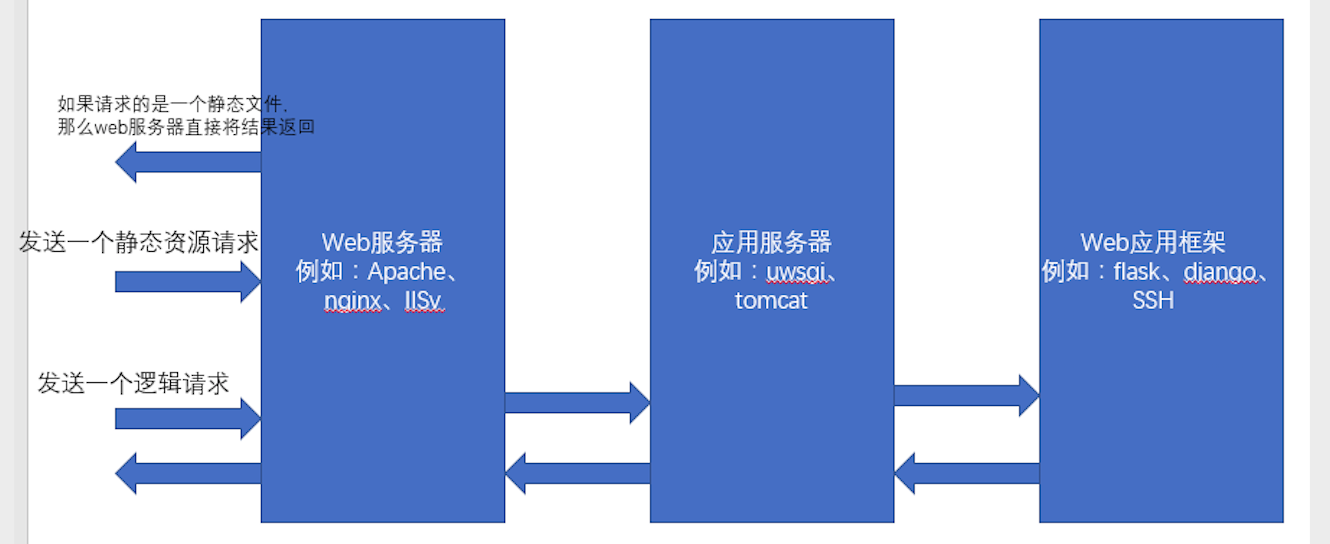 如果请求的是一个静态文件，
那么web服务器直接将结果返回
发送一个静态资源请求
发送一个逻辑请求
Web服务器
例如：Apache、
nginx、IISv
应用服务器
例如：uwsgi、
tomcat
Web应用框架
例如：flask、django、
SSH